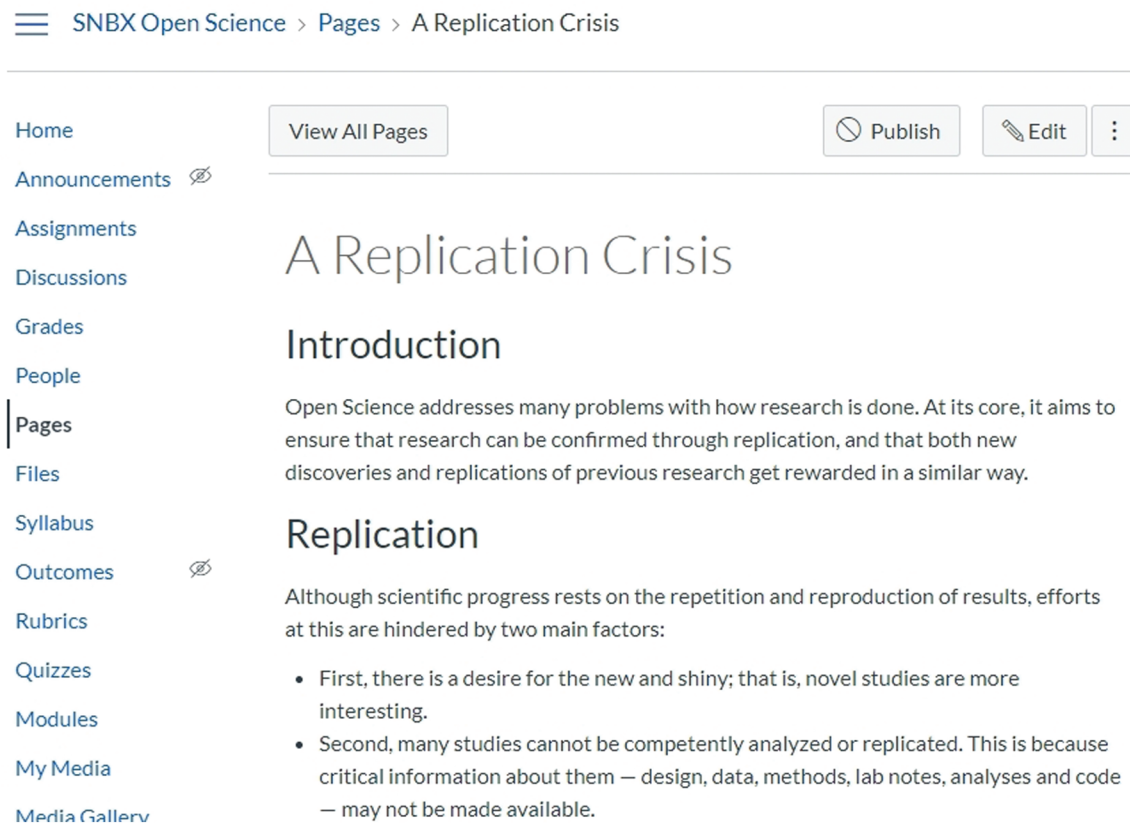 SNBX Open Science > Pages > A Replication Crisis
View All Pages
Publish
Edit
Home
Announcements
Assignments
Discussions
Grades
People
Pages
Files
Syllabus
Outcomes
Rubrics
Quizzes
Modules
My Media
Media Gallery
A Replication Crisis
Introduction
Open Science addresses many problems with how research is done. At its core, it aims to
ensure that research can be confirmed through replication, and that both new
discoveries and replications of previous research get rewarded in a similar way.
Replication
Although scientific progress rests on the repetition and reproduction of results, efforts
at this are hindered by two main factors:
• First, there is a desire for the new and shiny; that is, novel studies are more
interesting.
• Second, many studies cannot be competently analyzed or replicated. This is because
critical information about them — design, data, methods, lab notes, analyses and code
— may not be made available.